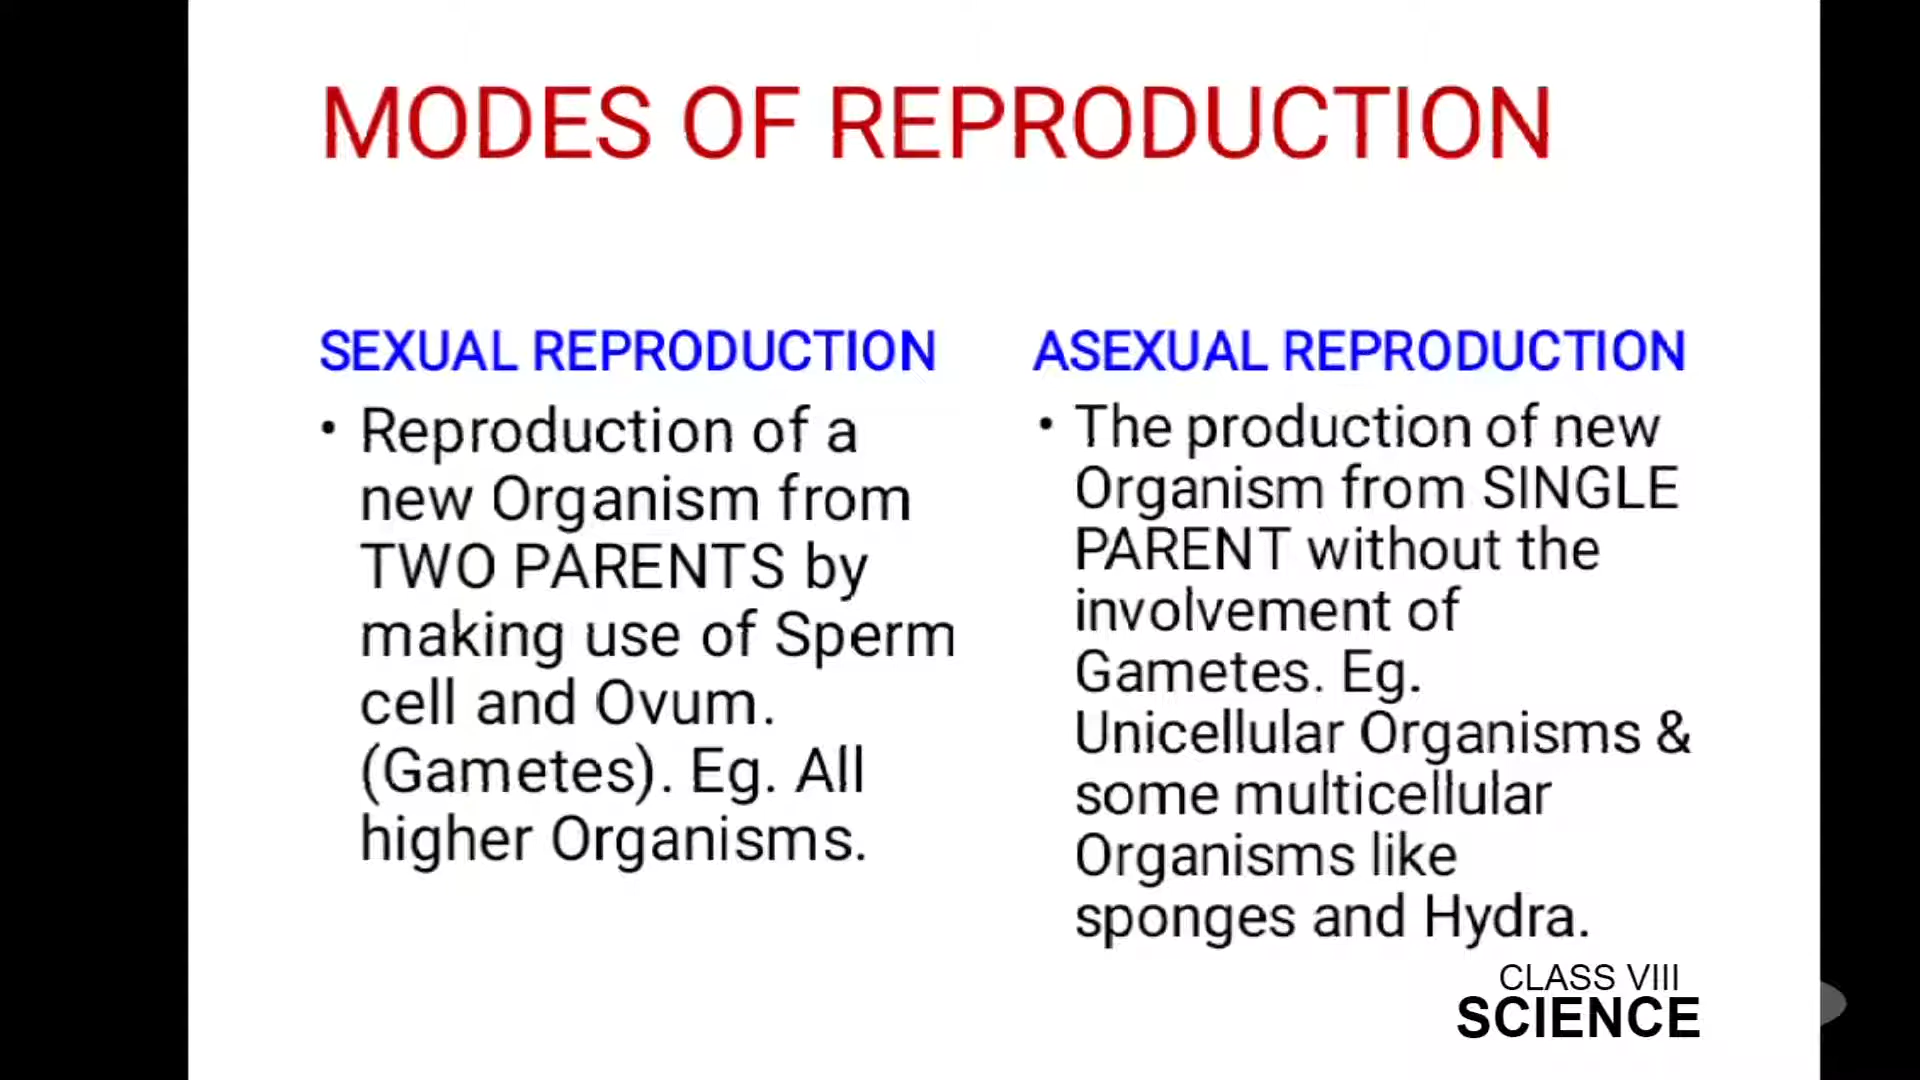 MODES OF REPRODUCTION
SEXUAL REPRODUCTION
• Reproduction of a
new Organism from
TWO PARENTS by
making use of Sperm
cell and Ovum.
(Gametes). Eg. All
higher Organisms.
ASEXUAL REPRODUCTION
• The production of new
Organism from SINGLE
PARENT without the
involvement of
Gametes. Eg.
Unicellular Organisms &
some multicellular
Organisms like
sponges and Hydra.
CLASS VIII
SCIENCE